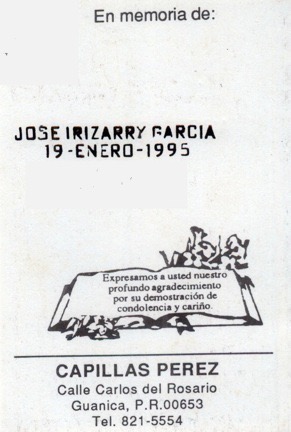 En memoria de:
JOSE IRIZARRY GARCIA
19-ENERO-1995
Expresamos a usted nuestro
profundo agradecimiento
por su demostración de
condolencia y cariño.
CAPILLAS PEREZ
Calle Carlos del Rosario
Guanica, P.R.00653
Tel. 821-5554